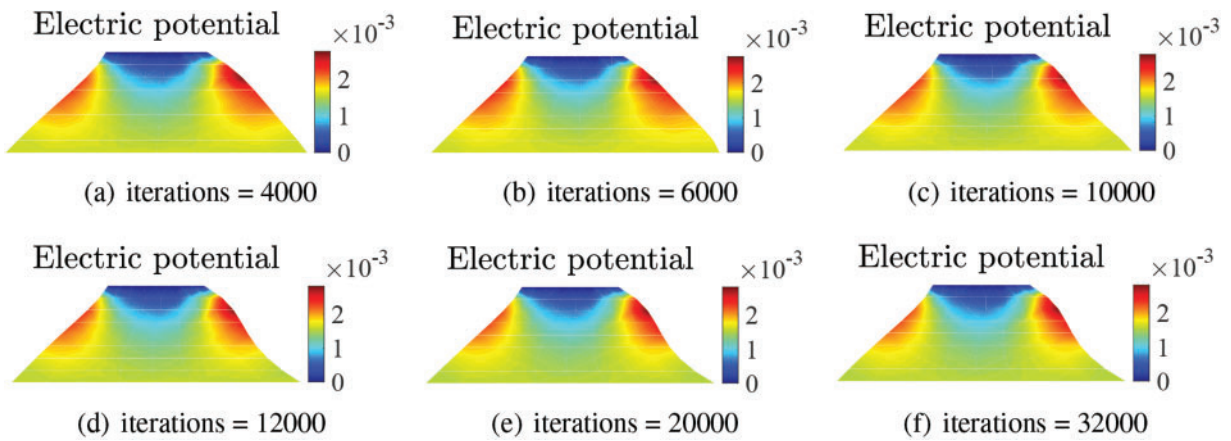 Electric potential
×10-3
2
1
0
(a) iterations = 4000
Electric potential
×10-3
2
1
0
(b) iterations = 6000
Electric potential
×10-3
2
1
0
(c) iterations = 10000
Electric potential
×10-3
2
1
0
(d) iterations = 12000
Electric potential
×10-3
2
1
0
(e) iterations = 20000
Electric potential
×10-3
2
1
0
(f) iterations = 32000